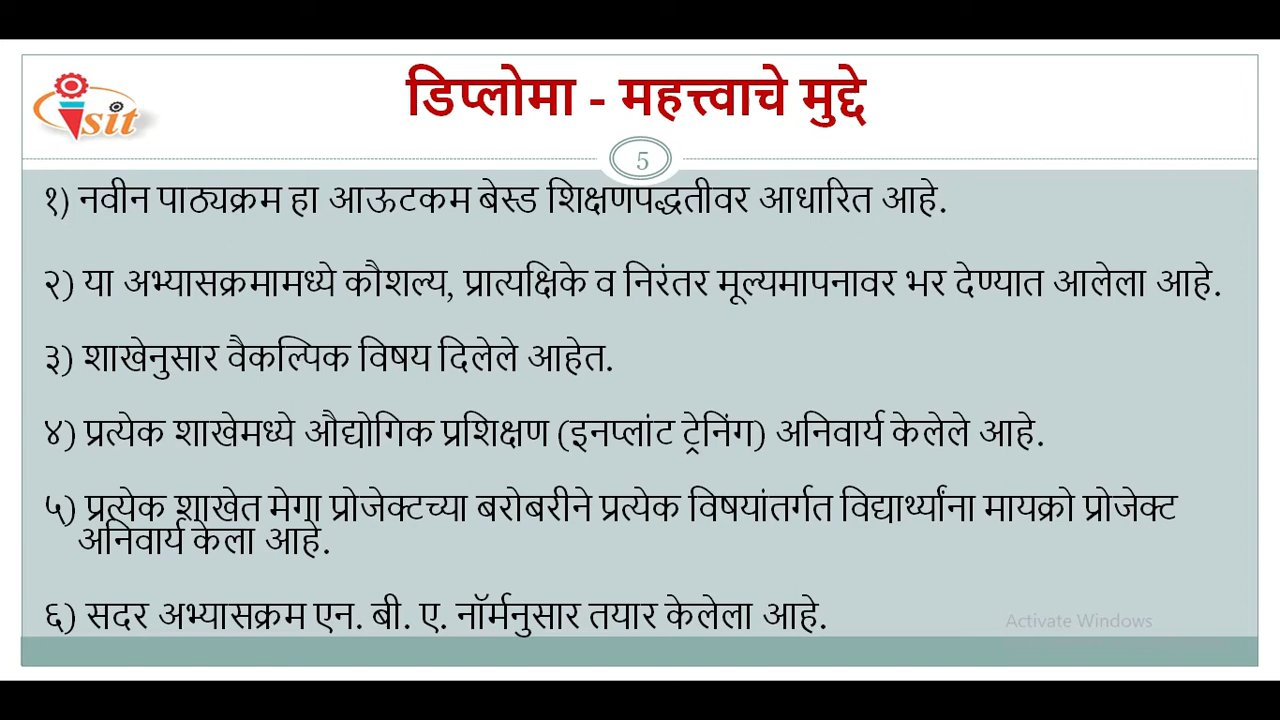 sit
डिप्लोमा - महत्त्वाचे मुद्दे
5
१) नवीन पाठ्यक्रम हा आऊटकम बेस्ड शिक्षणपद्धतीवर आधारित आहे.
२) या अभ्यासक्रमामध्ये कौशल्य, प्रात्यक्षिके व निरंतर मूल्यमापनावर भर देण्यात आलेला आहे.
३) शाखेनुसार वैकल्पिक विषय दिलेले आहेत.
४) प्रत्येक शाखेमध्ये औद्योगिक प्रशिक्षण (इनप्लांट ट्रेनिंग) अनिवार्य केलेले आहे.
५) प्रत्येक शाखेत मेगा प्रोजेक्टच्या बरोबरीने प्रत्येक विषयांतर्गत विद्यार्थ्यांना मायक्रो प्रोजेक्ट
अनिवार्य केला आहे.
६) सदर अभ्यासक्रम एन. बी. ए. नॉर्मनुसार तयार केलेला आहे.
Activate Windows